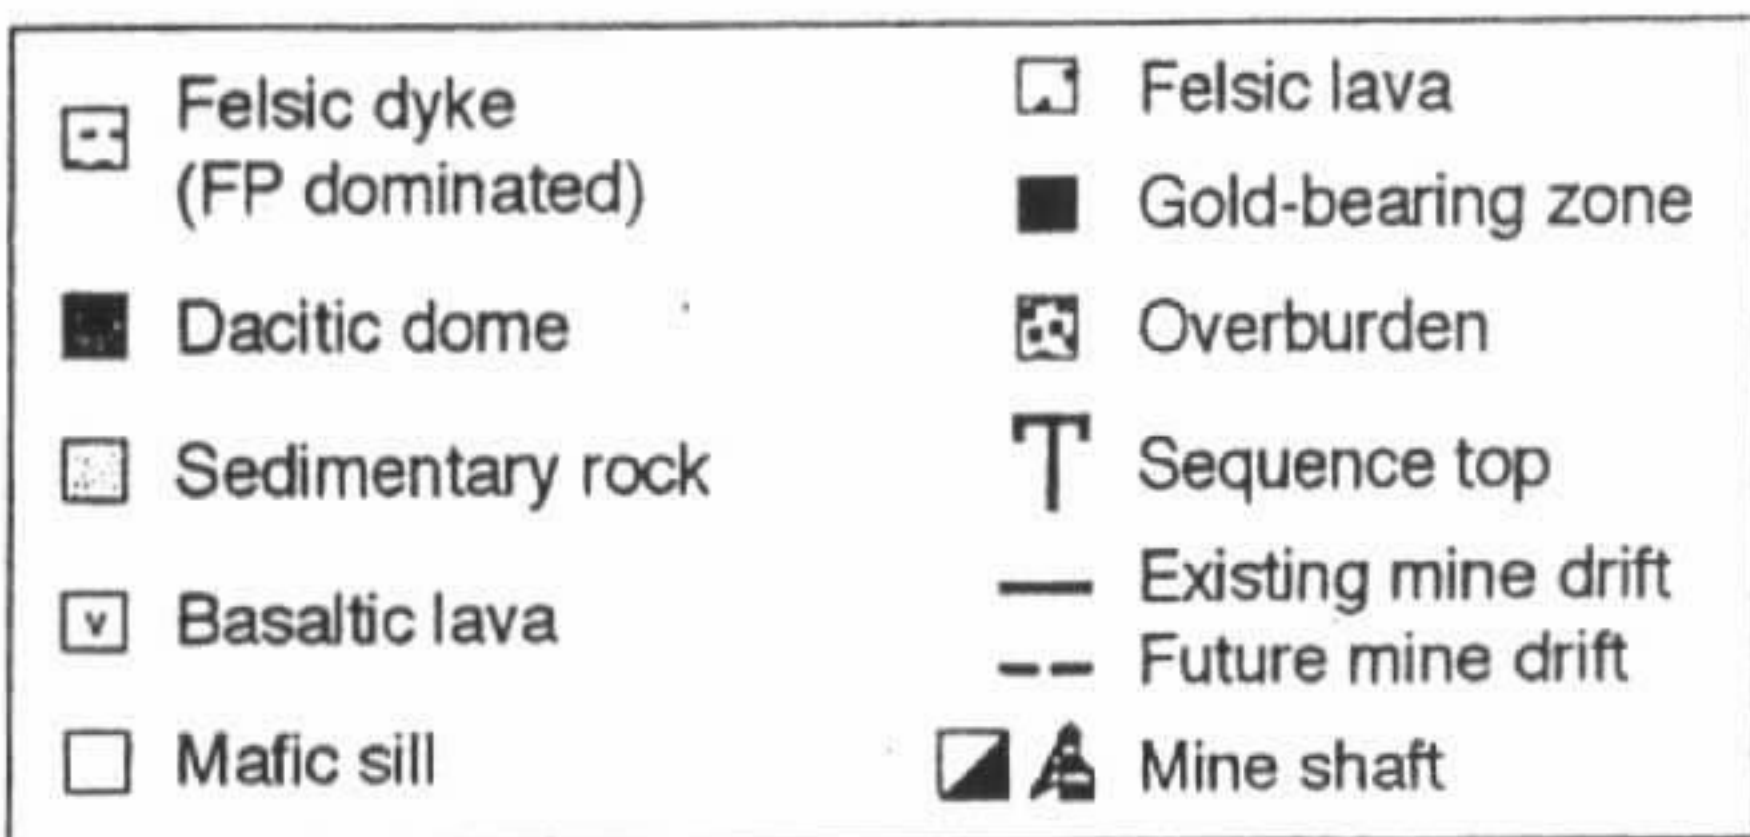 Felsic dyke
(FP dominated)
Dacitic dome
Sedimentary rock
v Basaltic lava
Mafic sill
Felsic lava
Gold-bearing zone
Overburden
Sequence top
Existing mine drift
Future mine drift
Mine shaft